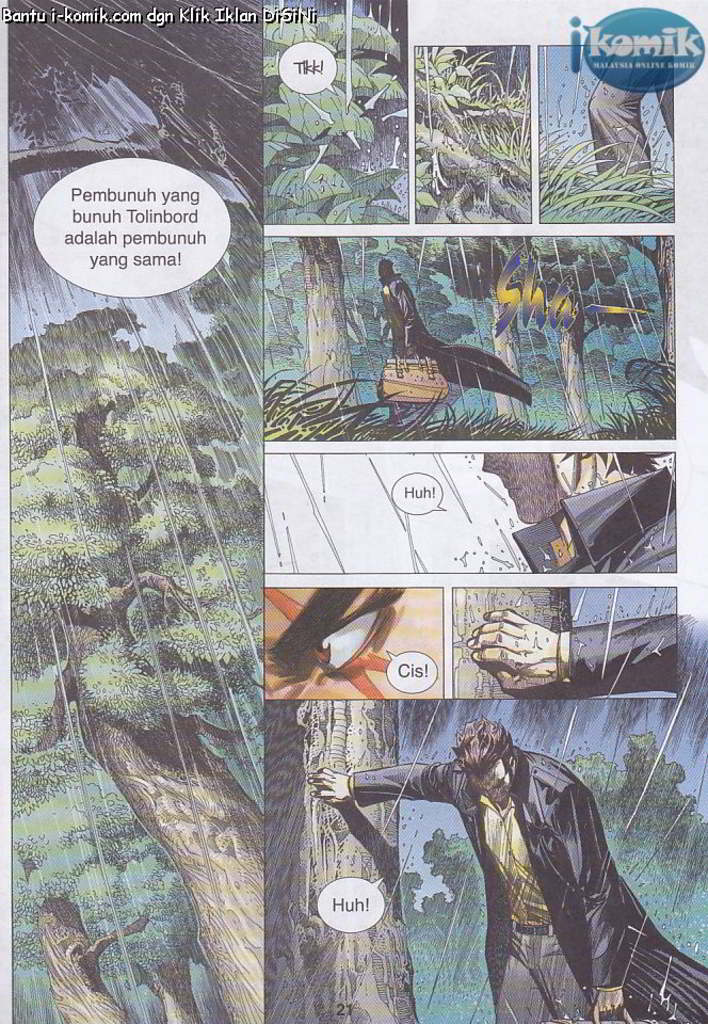 Bantu i-komik.com dgn Klik Iklan DiSiNi
ikomik
MALAYSIA ONLINE KOMIK
Pembunuh yang
bunuh Tolinbord
adalah pembunuh
yang sama!
Tikk!
Sha
Huh!
Cis!
Huh!
21